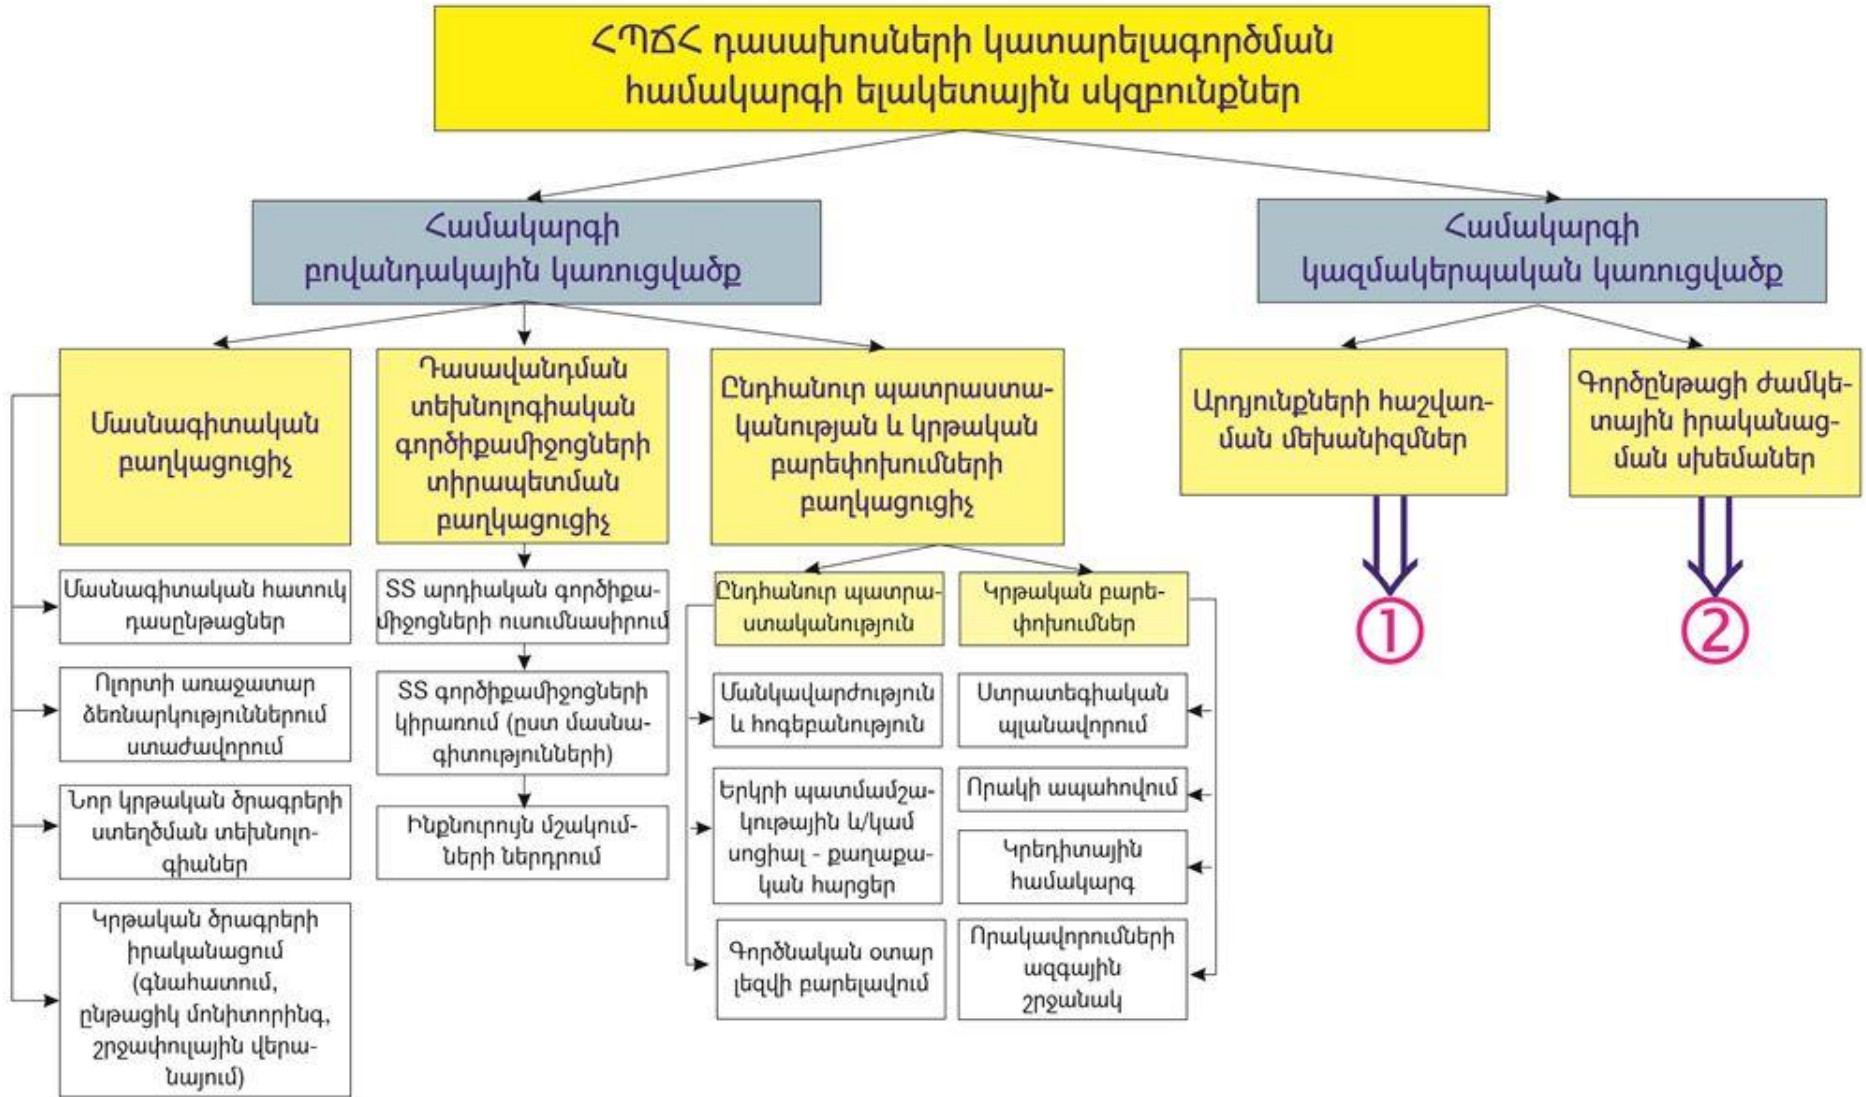 ՀՊՃՀ դասախոսների կատարելագործման
համակարգի ելակետային սկզբունքներ
Համակարգի
բովանդակային կառուցվածք
Համակարգի
կազմակերպական կառուցվածք
Մասնագիտական
բաղկացուցիչ
Դասավանդման
տեխնոլոգիական
գործիքամիջոցների
տիրապետման
բաղկացուցիչ
Ընդհանուր պատրաստա-
կանության և կրթական
բարեփոխումների
բաղկացուցիչ
Արդյունքների հաշվառ-
ման մեխանիզմներ
Գործընթացի ժամկե-
տային իրականաց-
ման սխեմաներ
Մասնագիտական հատուկ
դասընթացներ
Ոլորտի առաջատար
ձեռնարկություններում
ստաժավորում
Նոր կրթական ծրագրերի
ստեղծման տեխնոլո-
գիաներ
Կրթական ծրագրերի
իրականացում
(գնահատում,
ընթացիկ մոնիտորինգ,
շրջափուլային վերա-
նայում)
ՏՏ արդիական գործիքա-
միջոցների ուսումնասիրում
ՏՏ գործիքամիջոցների
կիրառում (ըստ մասնա-
գիտությունների)
Ինքնուրույն մշակում-
ների ներդրում
Ընդհանուր պատրա-
ստականություն
Մանկավարժություն
և հոգեբանություն
Երկրի պատմամշա-
կութային և/կամ
սոցիալ - քաղաքա-
կան հարցեր
Գործնական օտար
լեզվի բարելավում
Կրթական բարե-
փոխումներ
Ստրատեգիական
պլանավորում
Որակի ապահովում
Կրեդիտային
համակարգ
Որակավորումների
ազգային
շրջանակ
①
②